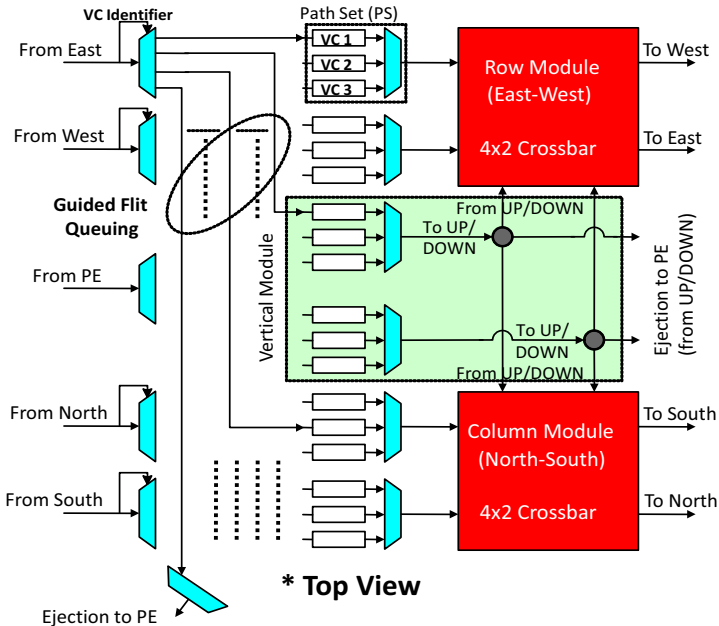 VC Identifier
Path Set (PS)
From East
VC 1
VC 2
VC 3
Row Module
(East-West)
4x2 Crossbar
To West
To East
From West
Guided Flit
Queuing
From PE
Vertical Module
From UP/DOWN
To UP/
DOWN
To UP/
DOWN
From UP/DOWN
Ejection to PE
(from UP/DOWN)
From North
From South
Column Module
(North-South)
4x2 Crossbar
To South
To North
* Top View
Ejection to PE